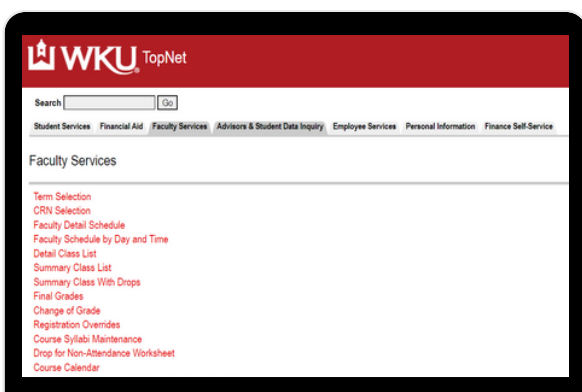 WKU® TopNet
Search Go
Student Services Financial Aid Faculty Services Advisors & Student Data Inquiry Employee Services Personal Information Finance Self-Service
Faculty Services
Term Selection
CRN Selection
Faculty Detail Schedule
Faculty Schedule by Day and Time
Detail Class List
Summary Class List
Summary Class With Drops
Final Grades
Change of Grade
Registration Overrides
Course Syllabi Maintenance
Drop for Non-Attendance Worksheet
Course Calendar